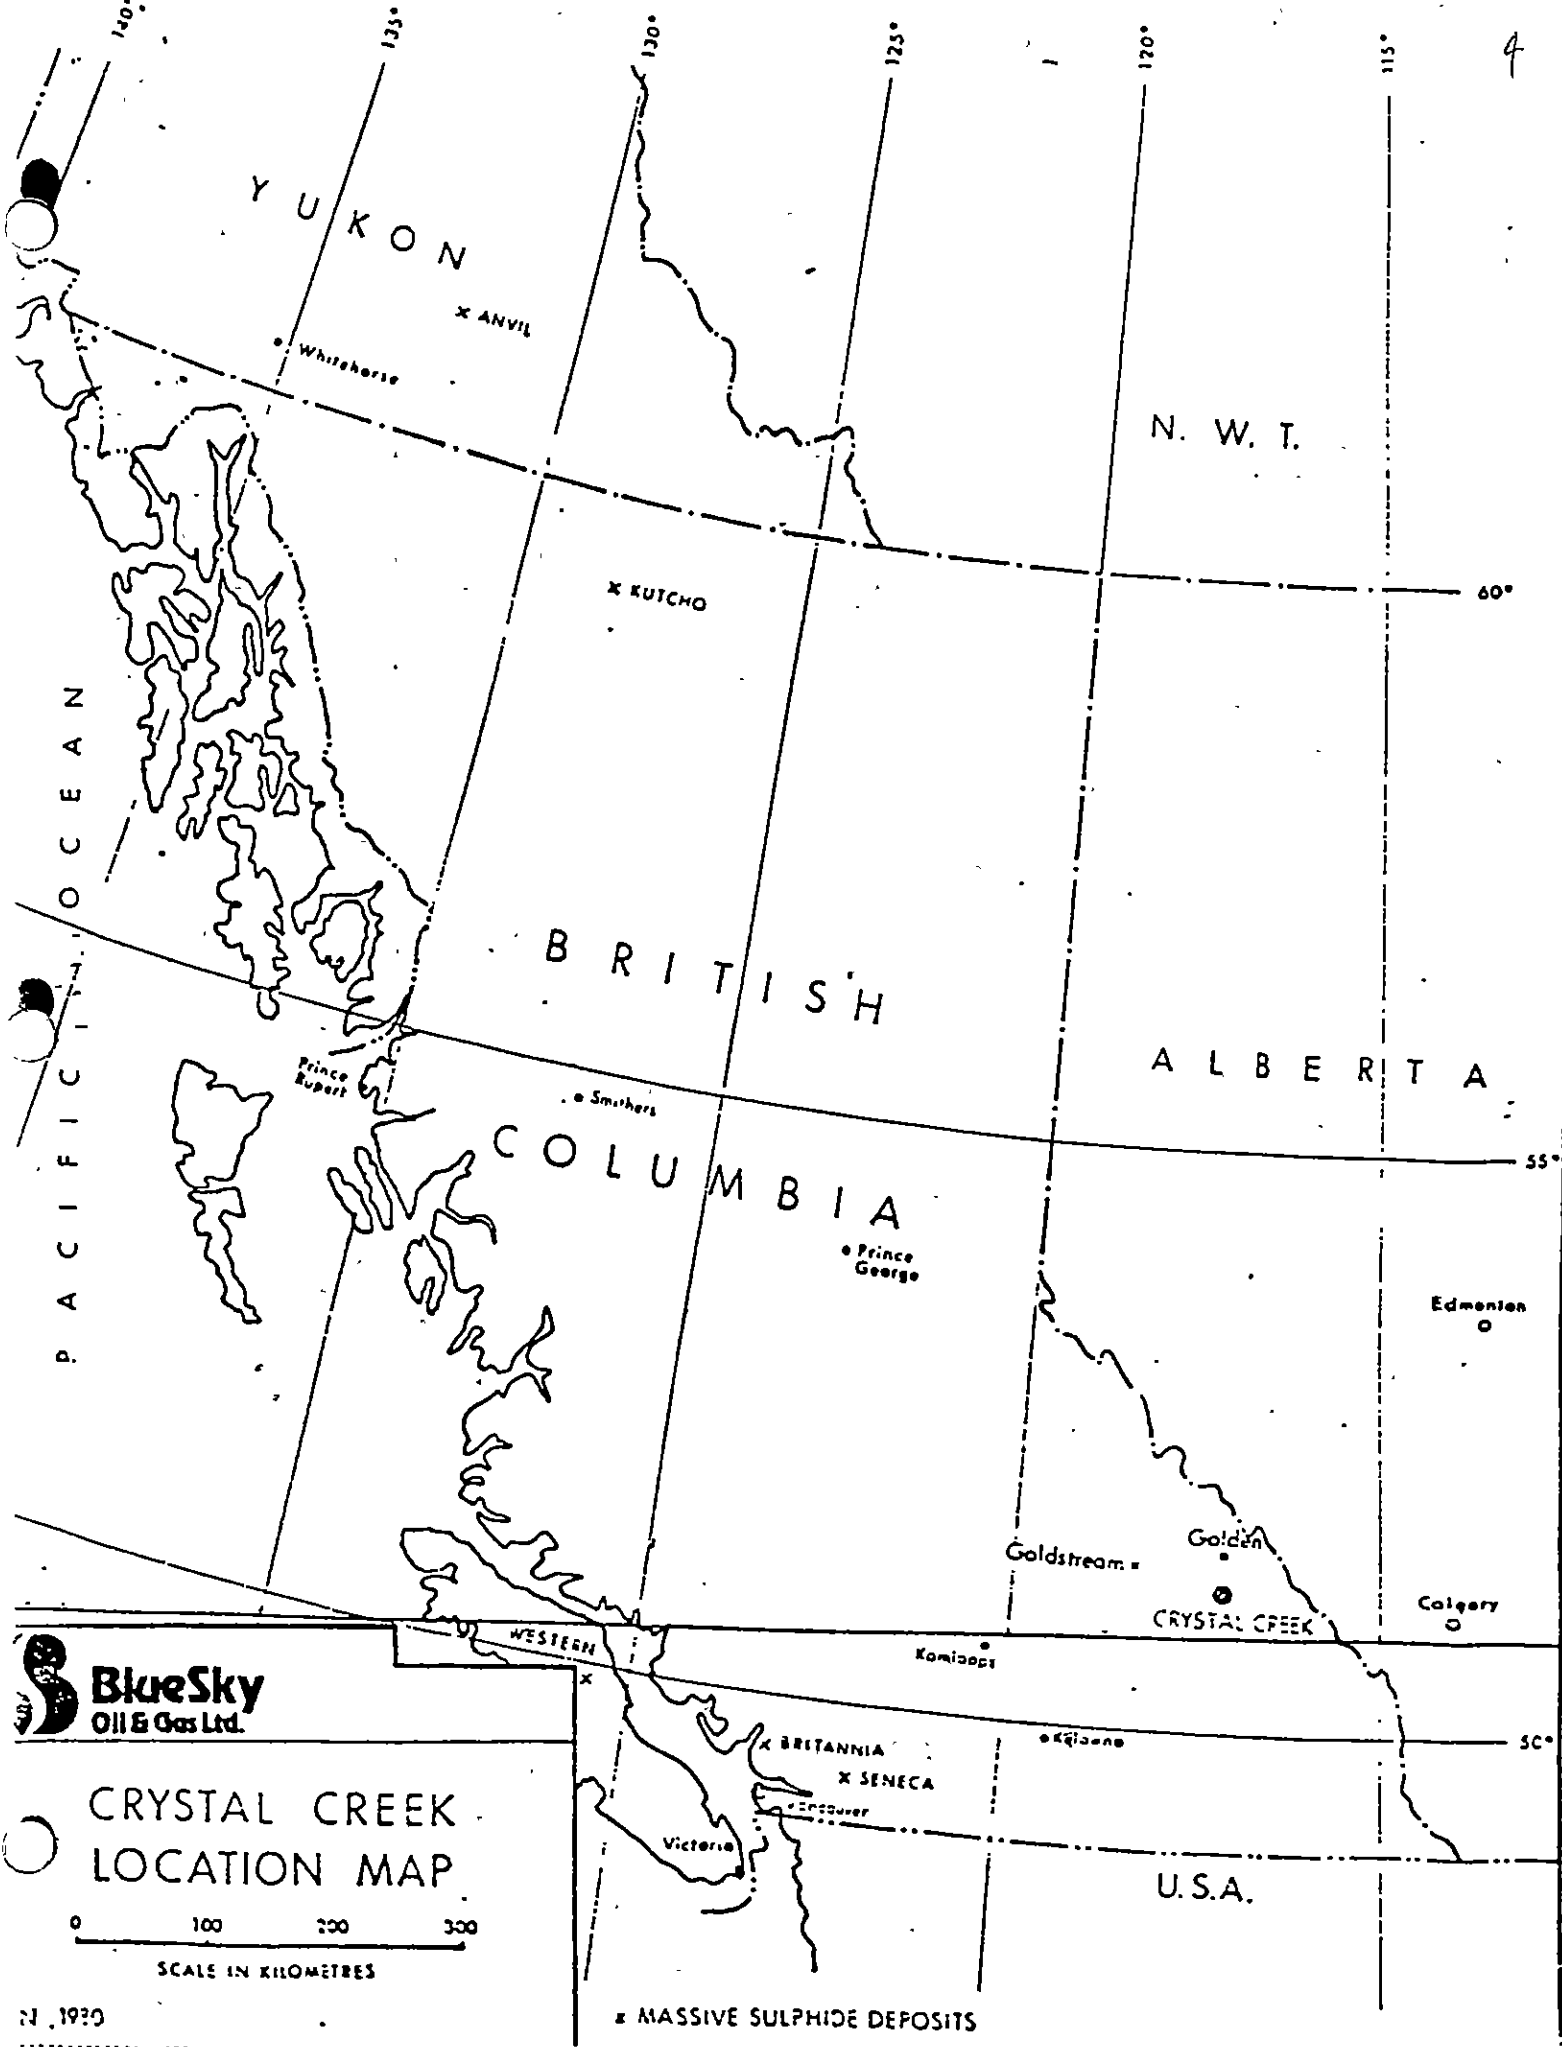 140°
135°
130°
125°
120°
115°
4
YUKON
x ANVIL
Whitehorse
N. W. T.
60°
x KUTCHO
PACIFIC OCEAN
BRITISH
COLUMBIA
ALBERTA
Prince
Rupert
Smithers
55°
Prince
George
Edmonton
Goldstream
Golden
CRYSTAL CREEK
Calgary
WESTERN
x
Kamloops
50°
BlueSky
Oil & Gas Ltd.
x BRITANNIA
x SENECA
Vancouver
Victoria
U.S.A.
CRYSTAL CREEK
LOCATION MAP
0 100 200 300
SCALE IN KILOMETRES
x MASSIVE SULPHIDE DEPOSITS